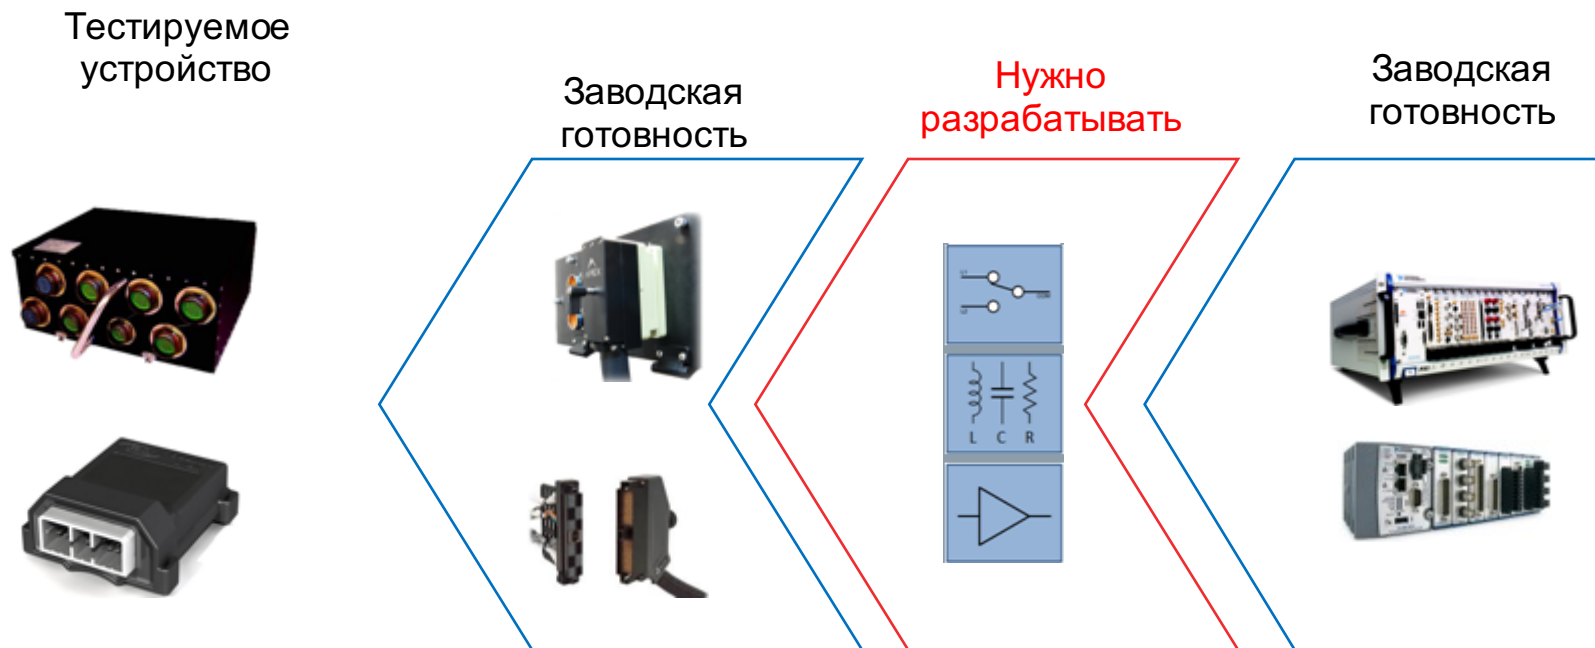 Тестируемое
устройство
Заводская
готовность
Нужно
разрабатывать
Заводская
готовность
L C R